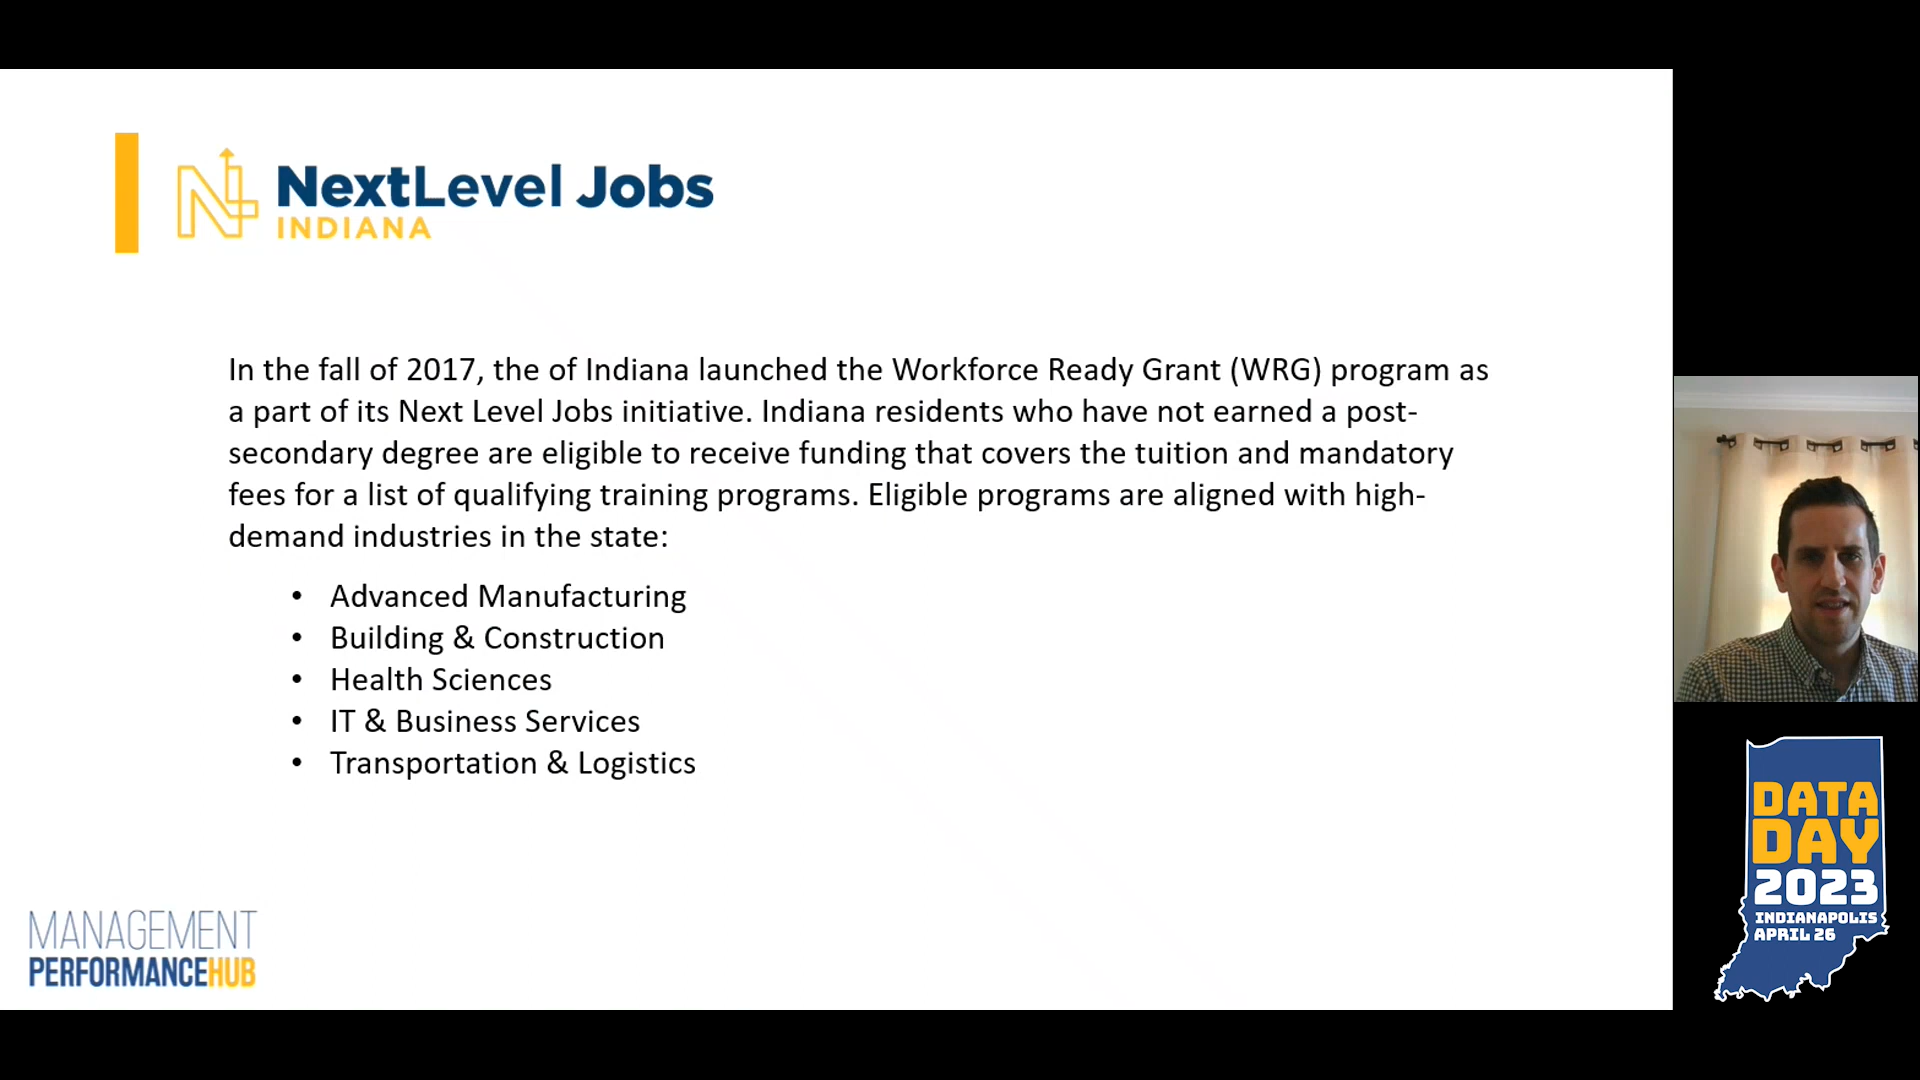 NextLevel Jobs
INDIANA
In the fall of 2017, the of Indiana launched the Workforce Ready Grant (WRG) program as
a part of its Next Level Jobs initiative. Indiana residents who have not earned a post-
secondary degree are eligible to receive funding that covers the tuition and mandatory
fees for a list of qualifying training programs. Eligible programs are aligned with high-
demand industries in the state:
• Advanced Manufacturing
• Building & Construction
• Health Sciences
• IT & Business Services
• Transportation & Logistics
MANAGEMENT
PERFORMANCEHUB
DATA
DAY
2023
INDIANAPOLIS
APRIL 26